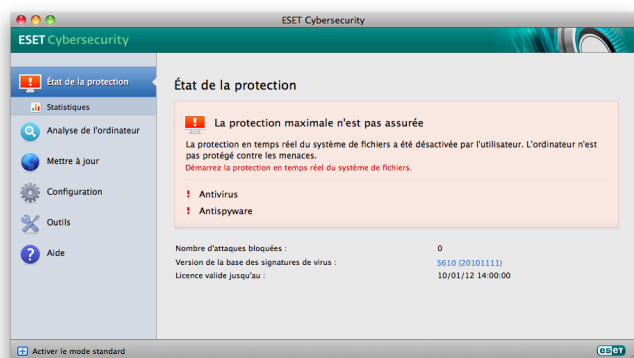 ESET Cybersecurity
ESET Cybersecurity
État de la protection
Statistiques
Analyse de l'ordinateur
Mettre à jour
Configuration
Outils
Aide
État de la protection
La protection maximale n'est pas assurée
La protection en temps réel du système de fichiers a été désactivée par l'utilisateur. L'ordinateur n'est
pas protégé contre les menaces.
Démarrez la protection en temps réel du système de fichiers.
! Antivirus
! Antispyware
Nombre d'attaques bloquées : 0
Version de la base des signatures de virus : 5610 (20101111)
Licence valide jusqu'au : 10/01/12 14:00:00
Activer le mode standard
eset